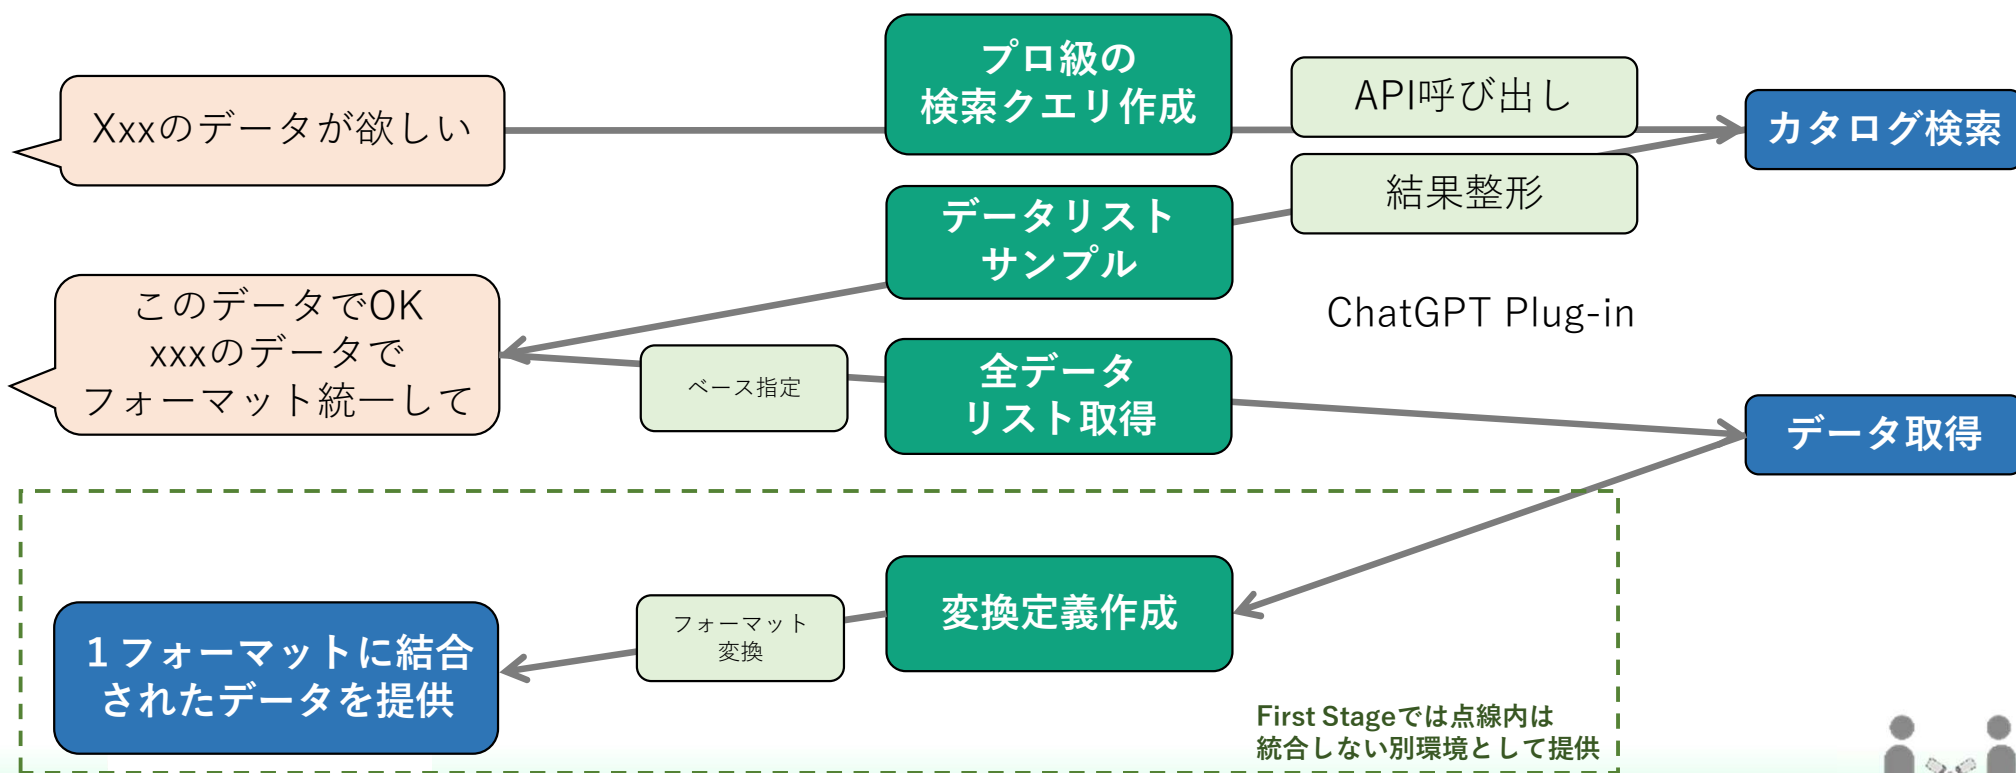 Xxxのデータが欲しい
プロ級の
検索クエリ作成
API呼び出し
カタログ検索
結果整形
データリスト
サンプル
このデータでOK
xxxのデータで
フォーマット統一して
ChatGPT Plug-in
ベース指定
全データ
リスト取得
データ取得
変換定義作成
フォーマット
変換
１フォーマットに結合
されたデータを提供
First Stageでは点線内は
統合しない別環境として提供